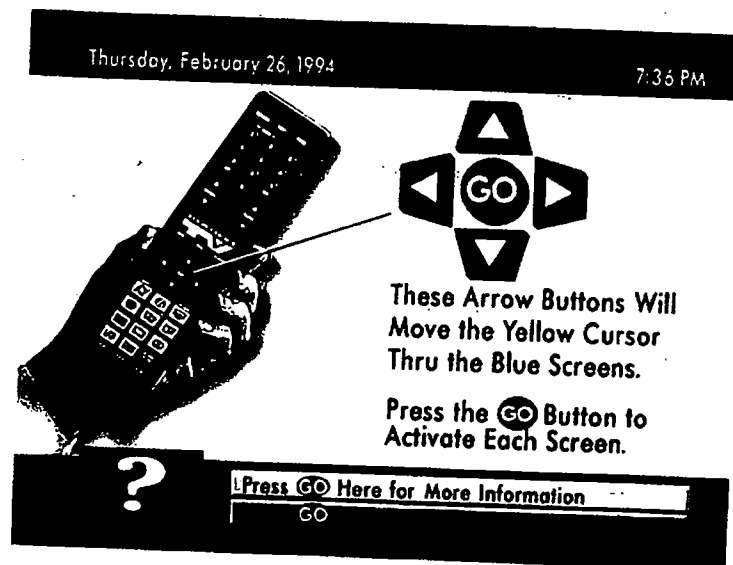 Thursday, February 26, 1994
7:36 PM
GO
These Arrow Buttons Will
Move the Yellow Cursor
Thru the Blue Screens.
Press the GO Button to
Activate Each Screen.
?
Press GO Here for More Information
GO